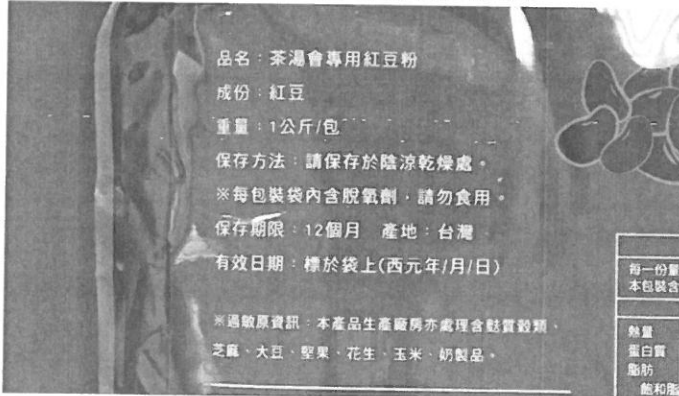 品名：茶湯會專用紅豆粉
成份：紅豆
重量：1公斤/包
保存方法：請保存於陰涼乾燥處。
※每包裝袋內含脫氧劑，請勿食用。
保存期限：12個月　產地：台灣
有效日期：標於袋上(西元年/月/日)
※過敏原資訊：本產品生產廠房亦處理含麩質穀類、
芝麻、大豆、堅果、花生、玉米、奶製品。
每一份量
本包裝含
熱量
蛋白質
脂肪
飽和脂